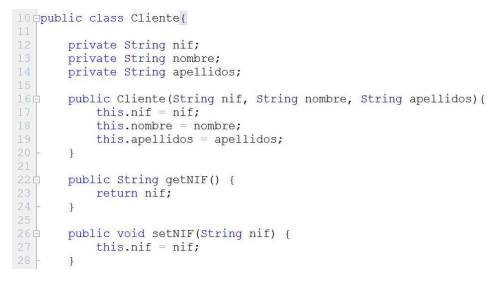 10 public class Cliente{
11
12 private String nif;
13 private String nombre;
14 private String apellidos;
15
16 public Cliente(String nif, String nombre, String apellidos){
17 this.nif = nif;
18 this.nombre = nombre;
19 this.apellidos = apellidos;
20 }
21
22 public String getNIF() {
23 return nif;
24 }
25
26 public void setNIF(String nif) {
27 this.nif = nif;
28 }